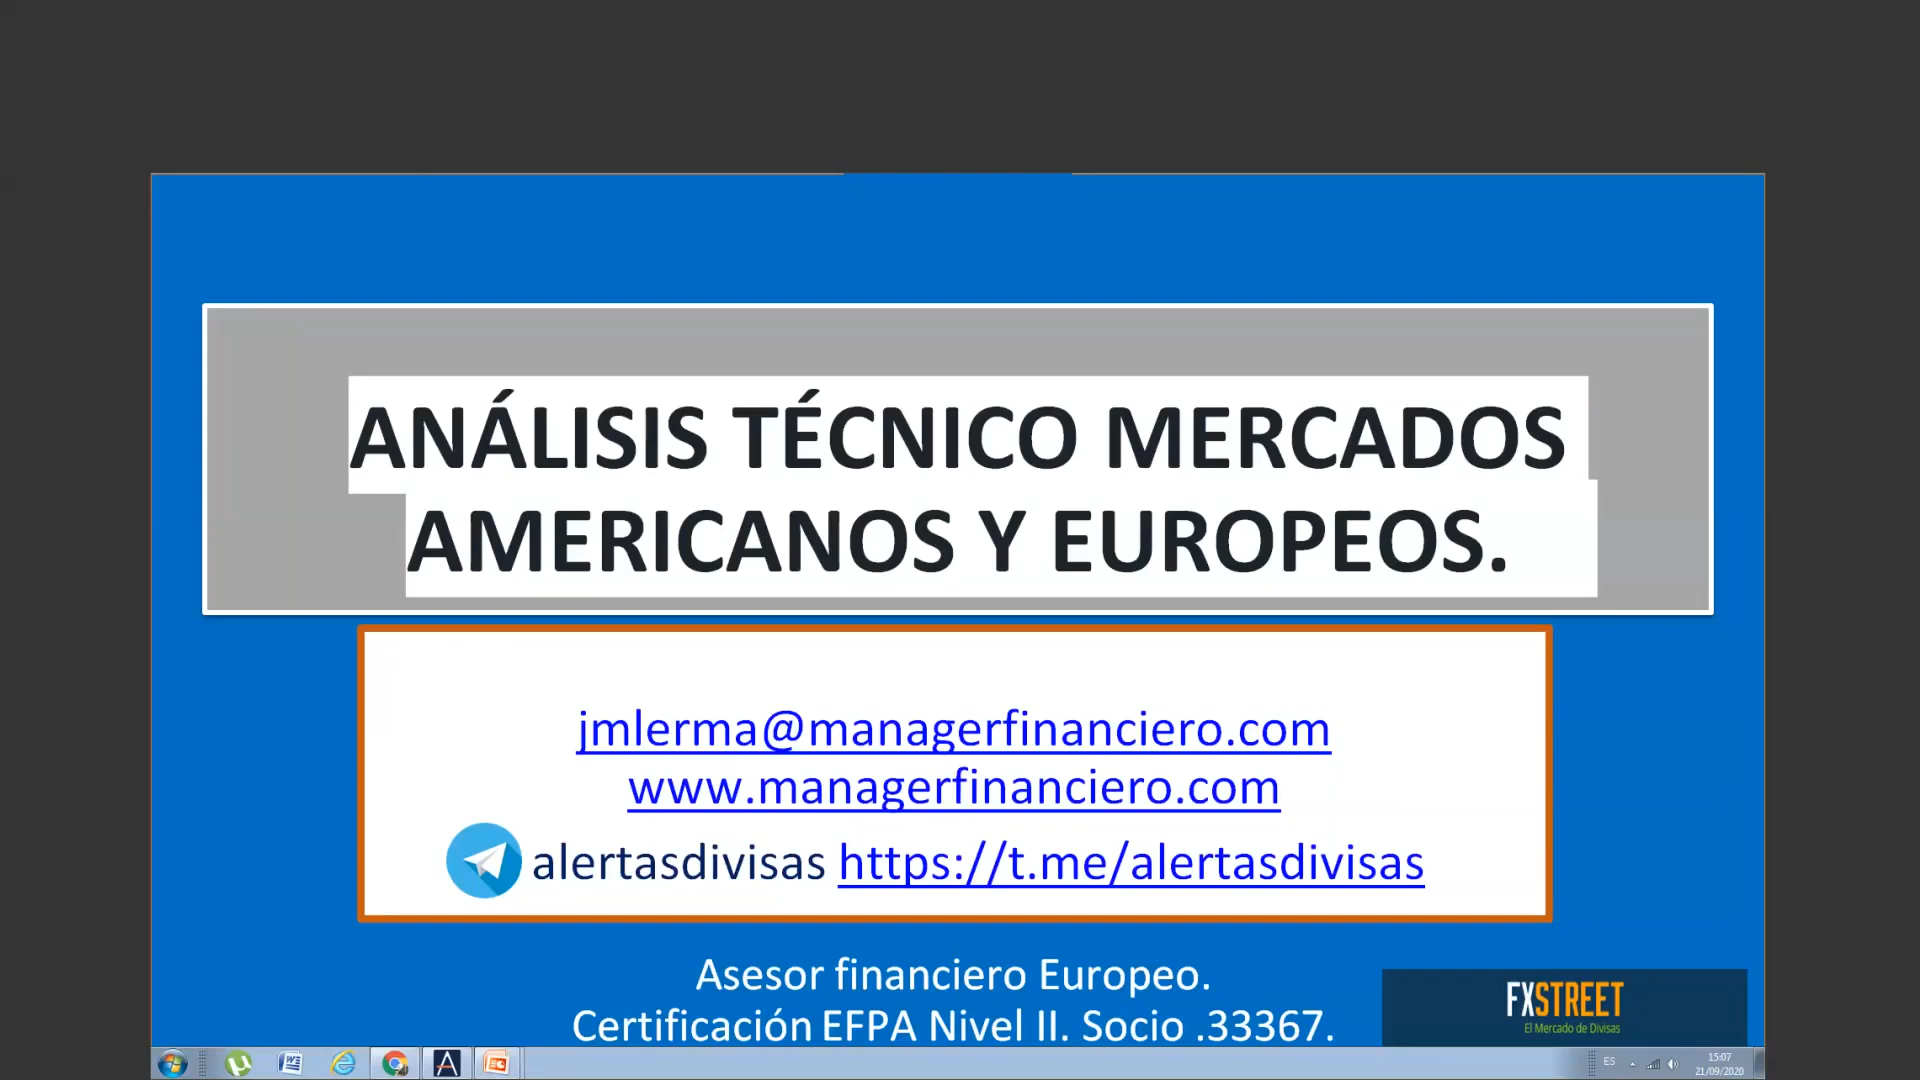 ANÁLISIS TÉCNICO MERCADOS
AMERICANOS Y EUROPEOS.
jmlerma@managerfinanciero.com
www.managerfinanciero.com
alertasdivisas https://t.me/alertasdivisas
Asesor financiero Europeo.
Certificación EFPA Nivel II. Socio .33367.
FXSTREET
El Mercado de Divisas
ES
15:07
21/09/2020